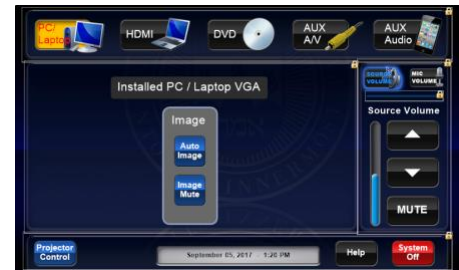 PC/
Laptop
HDMI
DVD
AUX
A/V
AUX
Audio
Installed PC / Laptop VGA
SOURCE
VOLUME
MIC
VOLUME
Source Volume
Image
Auto
Image
Image
Mute
MUTE
Projector
Control
September 05, 2017 - 1:20 PM
Help
System
Off